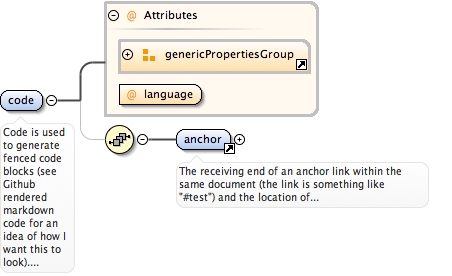 @ Attributes
genericPropertiesGroup
@ language
code
anchor
Code is used
to generate
fenced code
blocks (see
Github
rendered
markdown
code for an
idea of how I
want this to
look)....
The receiving end of an anchor link within the
same document (the link is something like
"#test") and the location of...